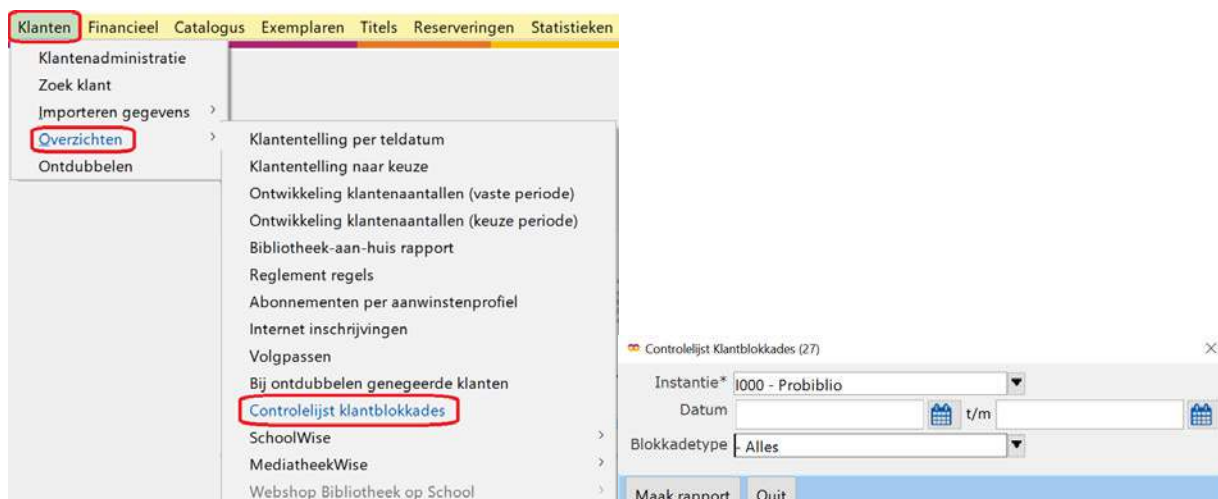 Klanten Financieel Catalogus Exemplaren Titels Reserveringen Statistieken
Klantenadministratie
Zoek klant
Importeren gegevens
Overzichten
Ontdubbelen
Klantentelling per teldatum
Klantentelling naar keuze
Ontwikkeling klantenaantallen (vaste periode)
Ontwikkeling klantenaantallen (keuze periode)
Bibliotheek-aan-huis rapport
Reglement regels
Abonnementen per aanwinstenprofiel
Internet inschrijvingen
Volgpassen
Bij ontdubbelen genegeerde klanten
Controlelijst klantblokkades
SchoolWise
MediatheekWise
Webshop Bibliotheek op School
Controlelijst Klantblokkades (27)
Instantie* I000 - Probiblio
Datum t/m
Blokkadetype - Alles
Maak rapport Quit